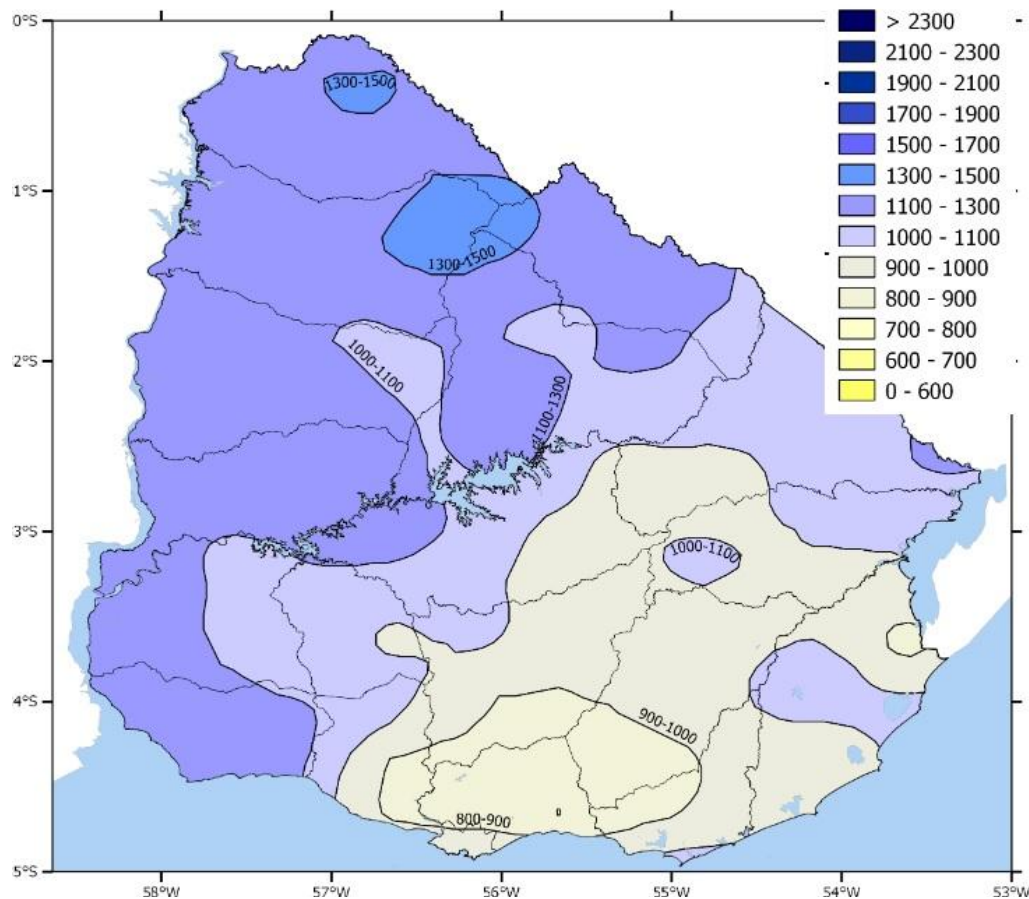 0°S
1°S
2°S
3°S
4°S
5°S
58°W
57°W
56°W
55°W
54°W
53°W
> 2300
2100 - 2300
1900 - 2100
1700 - 1900
1500 - 1700
1300 - 1500
1100 - 1300
1000 - 1100
900 - 1000
800 - 900
700 - 800
600 - 700
0 - 600
1300-1500
1300-1500
1000-1100
1100-1300
1000-1100
900-1000
800-900